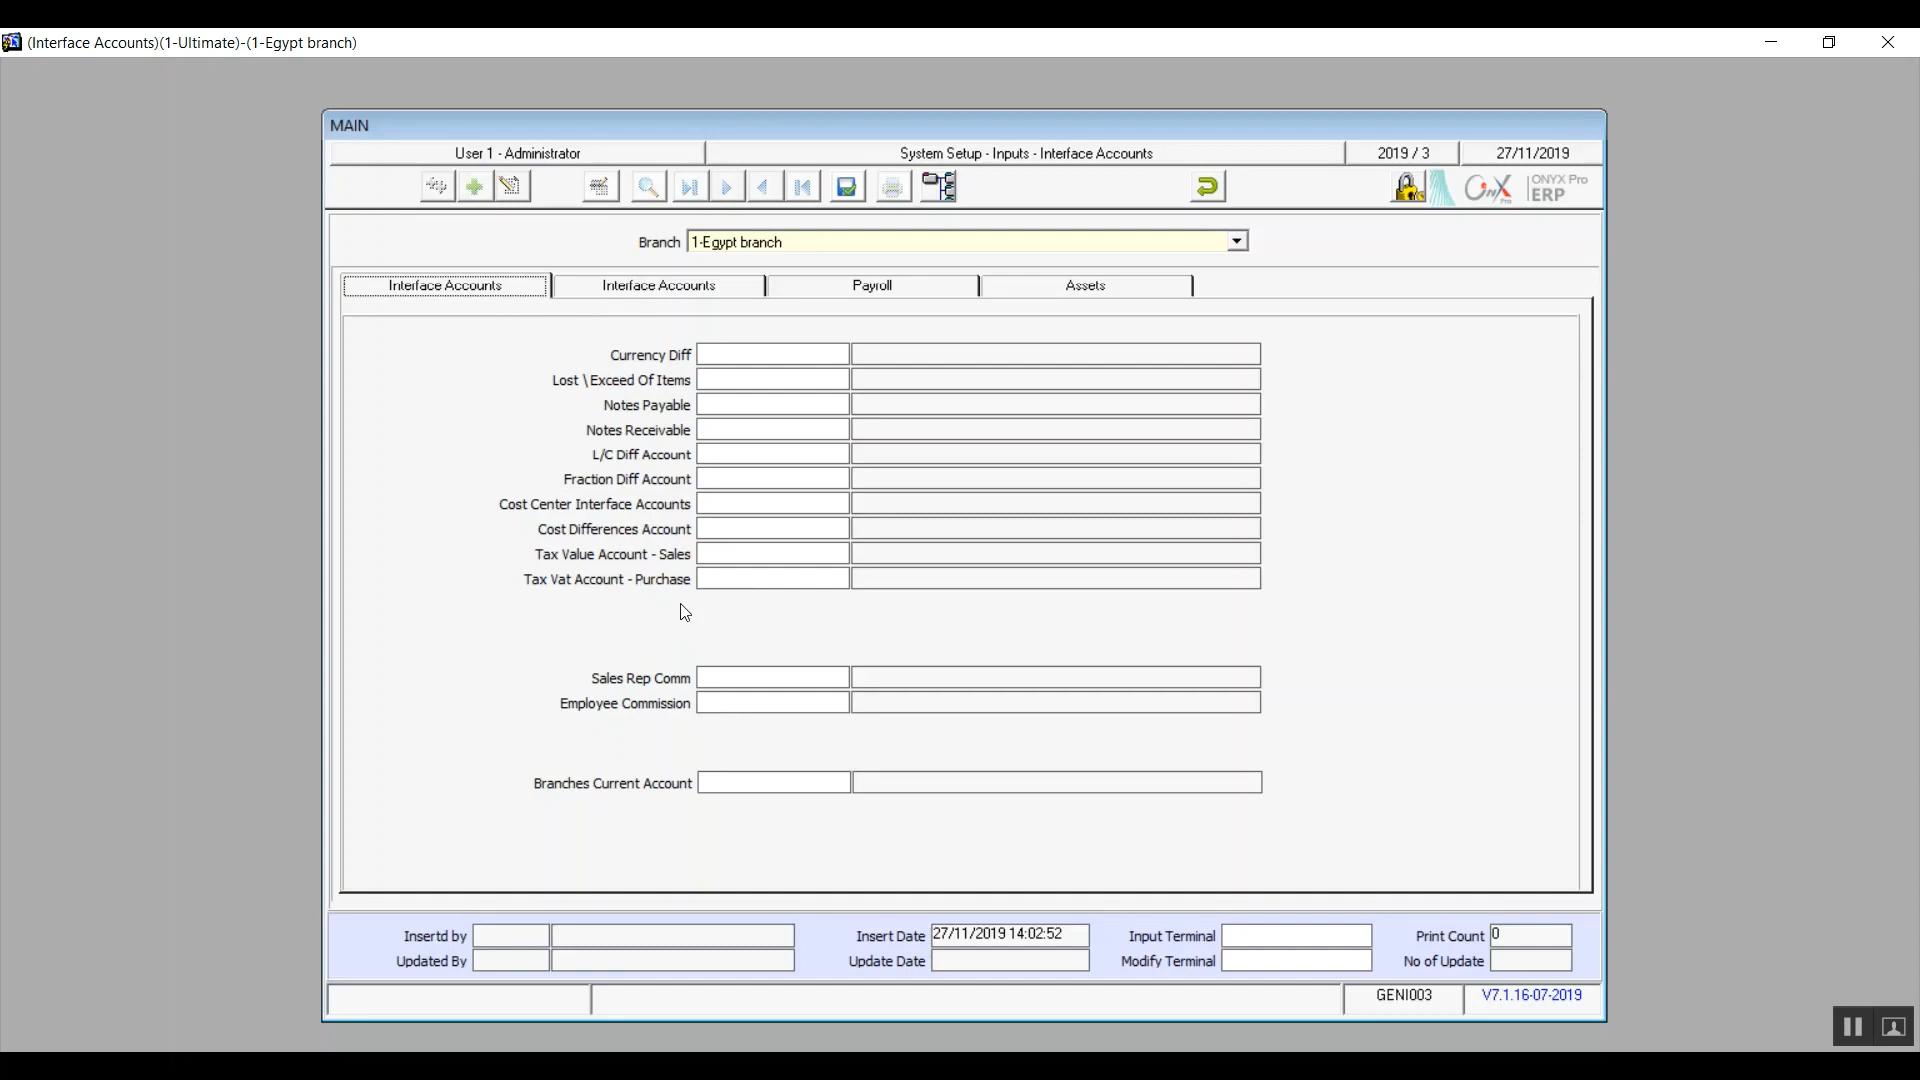 (Interface Accounts)(1-Ultimate)-(1-Egypt branch)
MAIN
User 1 - Administrator
System Setup - Inputs - Interface Accounts
2019 / 3
27/11/2019
Onyx Pro
ONYX Pro
ERP
Branch 1-Egypt branch
Interface Accounts
Interface Accounts
Payroll
Assets
Currency Diff
Lost \ Exceed Of Items
Notes Payable
Notes Receivable
L/C Diff Account
Fraction Diff Account
Cost Center Interface Accounts
Cost Differences Account
Tax Value Account - Sales
Tax Vat Account - Purchase
Sales Rep Comm
Employee Commission
Branches Current Account
Insertd by
Insert Date 27/11/2019 14:02:52
Input Terminal
Print Count 0
Updated By
Update Date
Modify Terminal
No of Update
GENI003
V7.1.16-07-2019